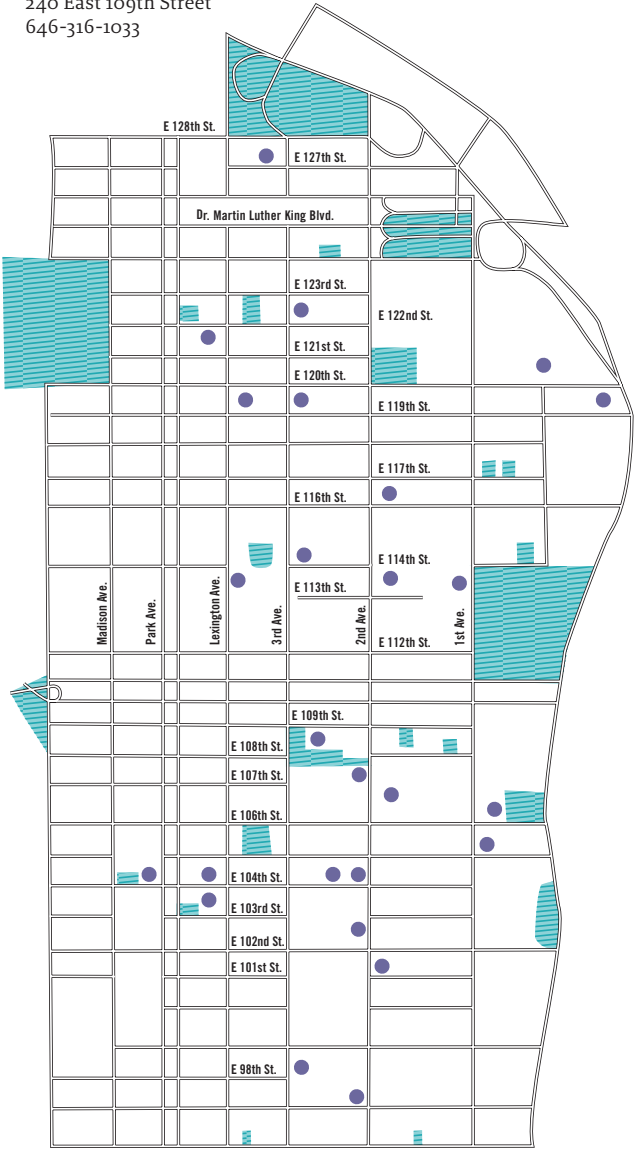 240 East 109th Street
646-316-1033
E 128th St.
E 127th St.
Dr. Martin Luther King Blvd.
E 123rd St.
E 122nd St.
E 121st St.
E 120th St.
E 119th St.
E 117th St.
E 116th St.
E 114th St.
E 113th St.
Madison Ave.
Park Ave.
Lexington Ave.
3rd Ave.
2nd Ave.
1st Ave.
E 112th St.
E 109th St.
E 108th St.
E 107th St.
E 106th St.
E 104th St.
E 103rd St.
E 102nd St.
E 101st St.
E 98th St.